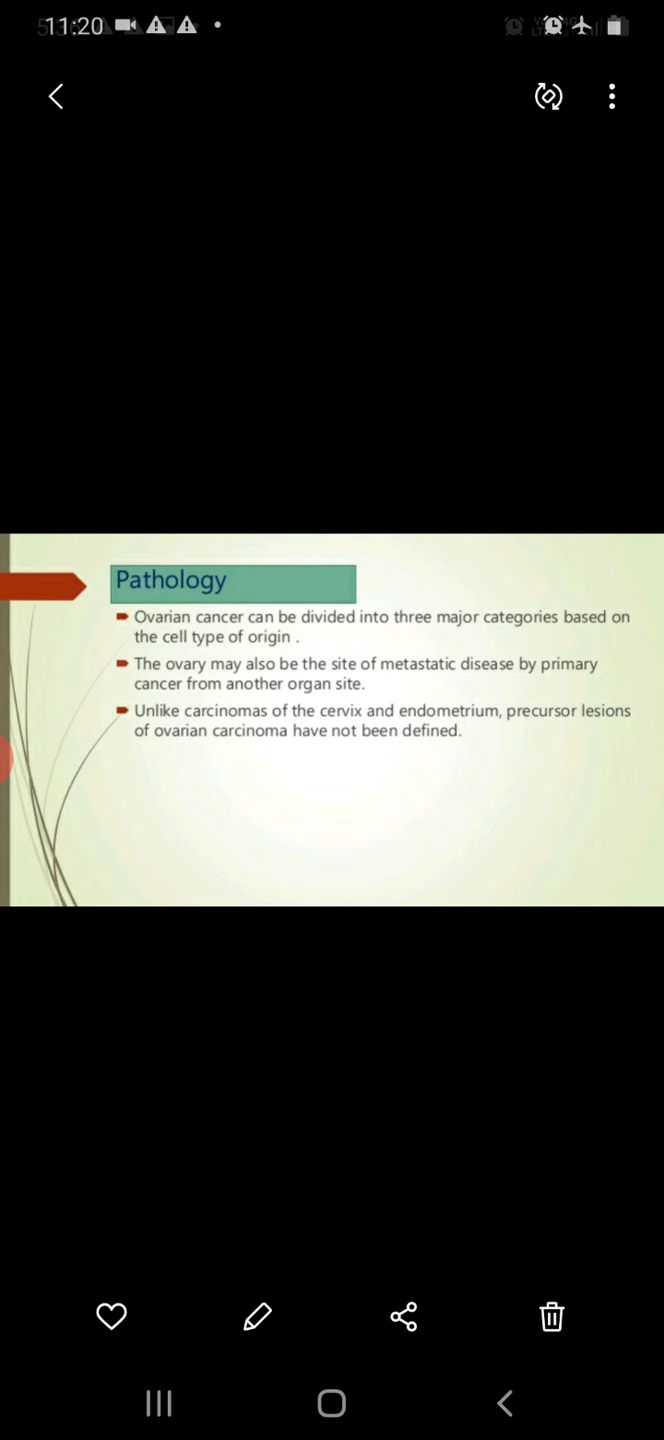 11:20
Pathology
Ovarian cancer can be divided into three major categories based on
the cell type of origin .
The ovary may also be the site of metastatic disease by primary
cancer from another organ site.
Unlike carcinomas of the cervix and endometrium, precursor lesions
of ovarian carcinoma have not been defined.